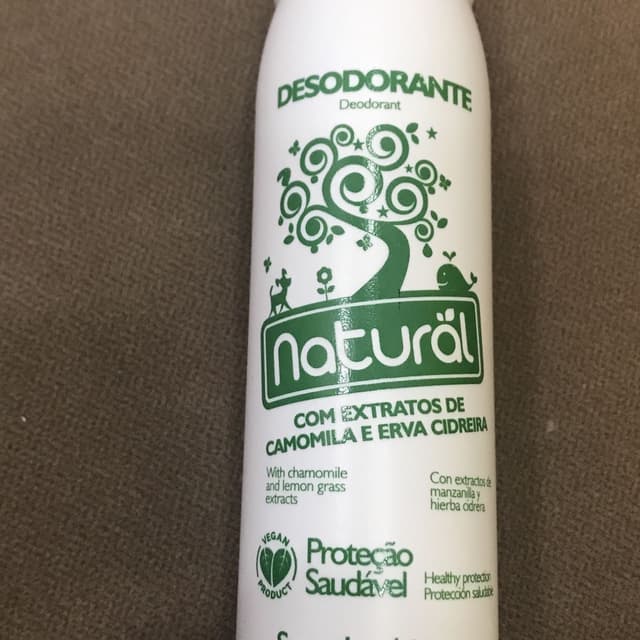 DESODORANTE
Deodorant
naturäl
COM EXTRATOS DE
CAMOMILA E ERVA CIDREIRA
With chamomile
and lemon grass
extracts
Con extractos de
manzanilla y
hierba cidrera
VEGAN
PRODUCT
Proteção
Saudável
Healthy protection
Protección saludable